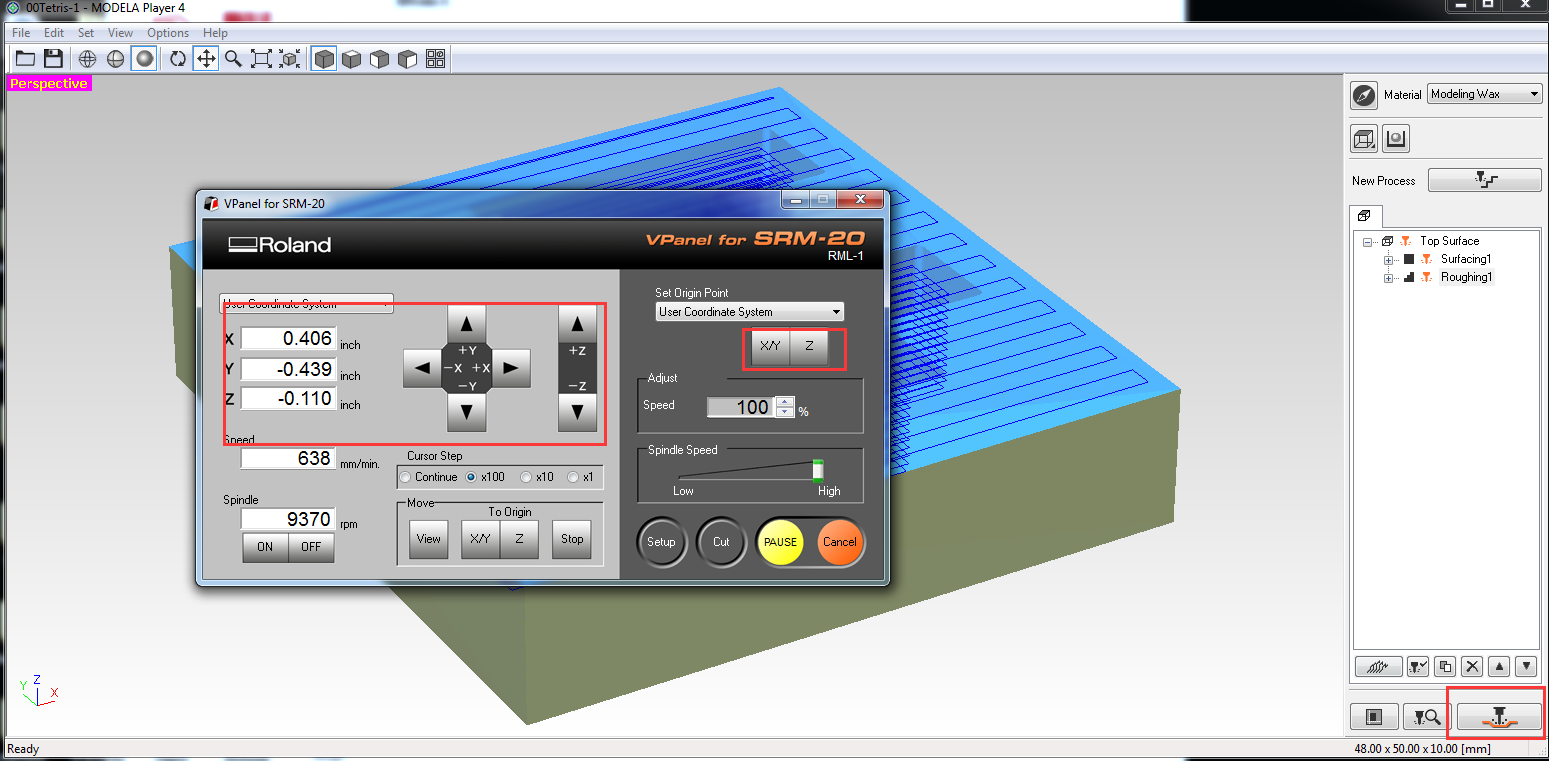 00Tetris-1 - MODELA Player 4
File Edit Set View Options Help
Perspective
Material Modeling Wax
New Process
Top Surface
Surfacing1
Roughing1
VPanel for SRM-20
Roland
VPanel for SRM-20
RML-1
User Coordinate System
X 0.406 inch
Y -0.439 inch
Z -0.110 inch
+Y
-X +X
-Y
+Z
-Z
Speed
638 mm/min.
Spindle
9370 rpm
ON OFF
Cursor Step
Continue x100 x10 x1
Move
To Origin
View X/Y Z Stop
Set Origin Point
User Coordinate System
X/Y Z
Adjust
Speed 100 %
Spindle Speed
Low High
Setup Cut PAUSE Cancel
Z
Y
X
Ready
48.00 x 50.00 x 10.00 [mm]